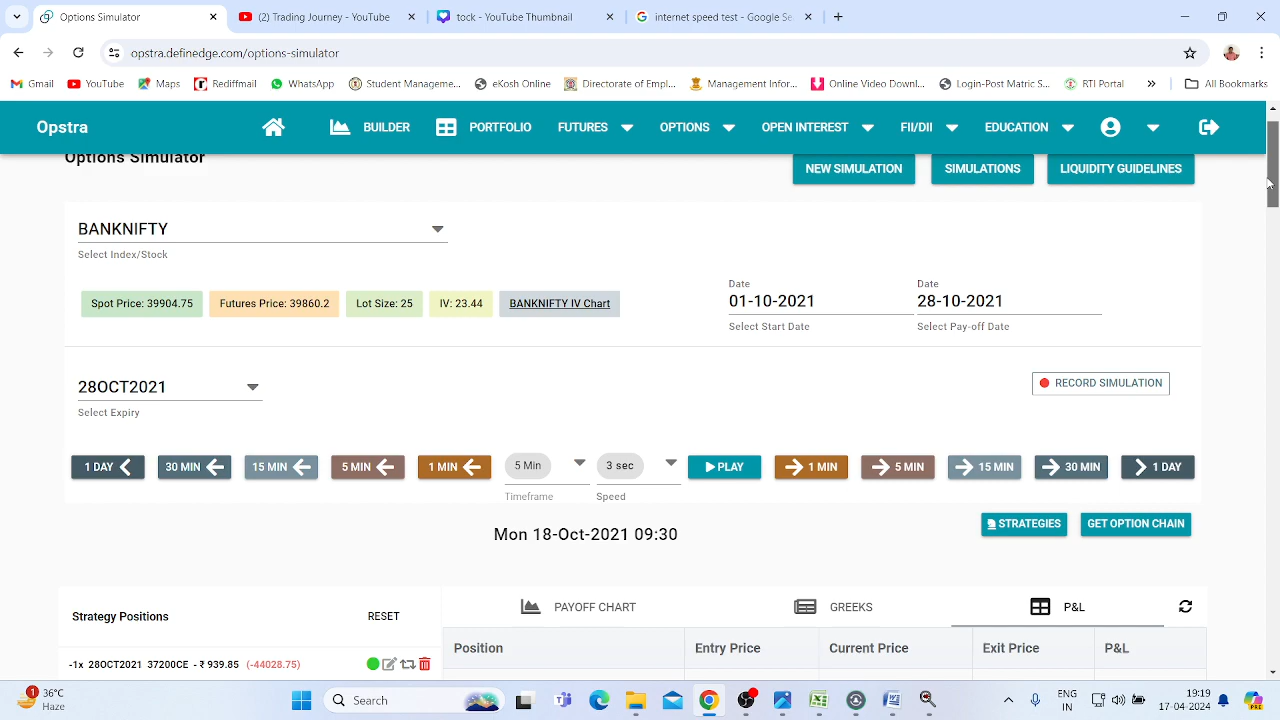 (2) Trading Journey - YouTube
tock - YouTube Thumbnail
internet speed test - Google Se
opstra.definedge.com/options-simulator
Gmail YouTube Maps Rediffmail WhatsApp Student Manageme... eKosh Online Directorate of Empl... Management Infor... Online Video Downl... Login-Post Matric S... RTI Portal » All Bookmarks
Opstra BUILDER PORTFOLIO FUTURES OPTIONS OPEN INTEREST FII/DII EDUCATION
Options Simulator
NEW SIMULATION SIMULATIONS LIQUIDITY GUIDELINES
BANKNIFTY
Select Index/Stock
Spot Price: 39904.75 Futures Price: 39860.2 Lot Size: 25 IV: 23.44 BANKNIFTY IV Chart
Date Date
01-10-2021 28-10-2021
Select Start Date Select Pay-off Date
28OCT2021
Select Expiry
RECORD SIMULATION
1 DAY 30 MIN 15 MIN 5 MIN 1 MIN 5 Min 3 sec PLAY 1 MIN 5 MIN 15 MIN 30 MIN 1 DAY
Timeframe Speed
STRATEGIES GET OPTION CHAIN
Mon 18-Oct-2021 09:30
Strategy Positions RESET
PAYOFF CHART GREEKS P&L
Position Entry Price Current Price Exit Price P&L
-1x 28OCT2021 37200CE - ₹ 939.85 (-44028.75)
1 36°C
Haze
Search
ENG
IN
19:19
17-04-2024